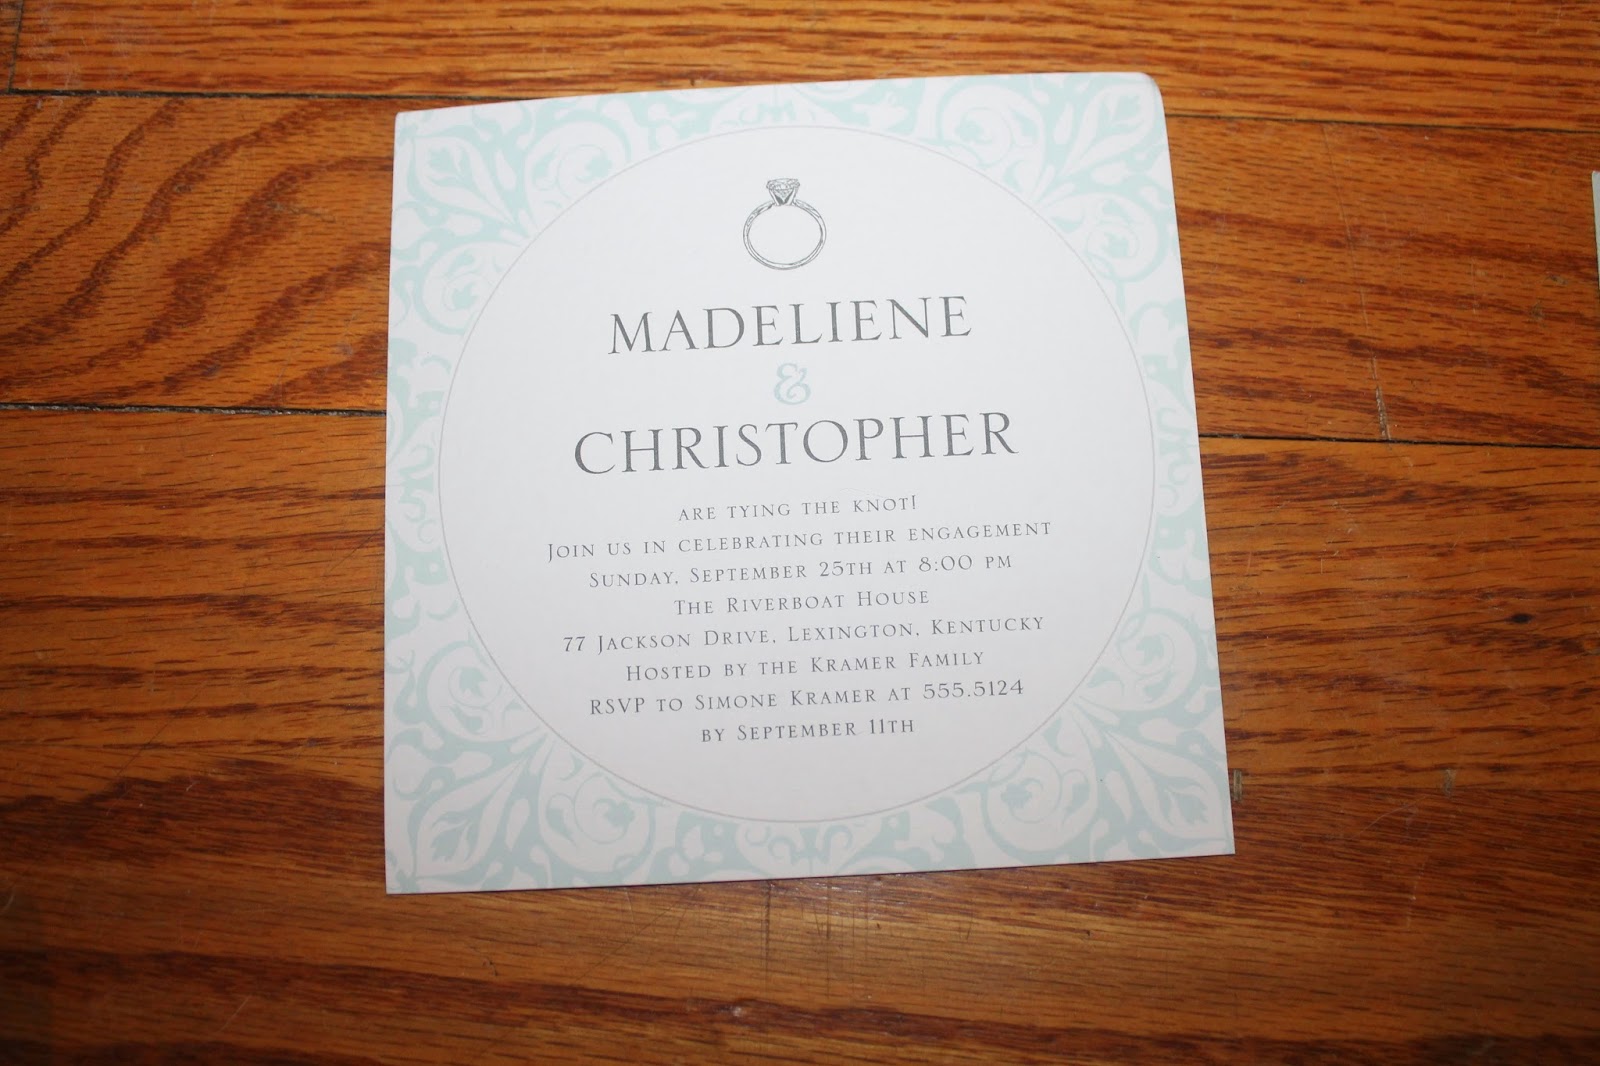 MADELIENE
&
CHRISTOPHER
ARE TYING THE KNOT!
JOIN US IN CELEBRATING THEIR ENGAGEMENT
SUNDAY, SEPTEMBER 25TH AT 8:00 PM
THE RIVERBOAT HOUSE
77 JACKSON DRIVE, LEXINGTON, KENTUCKY
HOSTED BY THE KRAMER FAMILY
RSVP TO SIMONE KRAMER AT 555.5124
BY SEPTEMBER 11TH